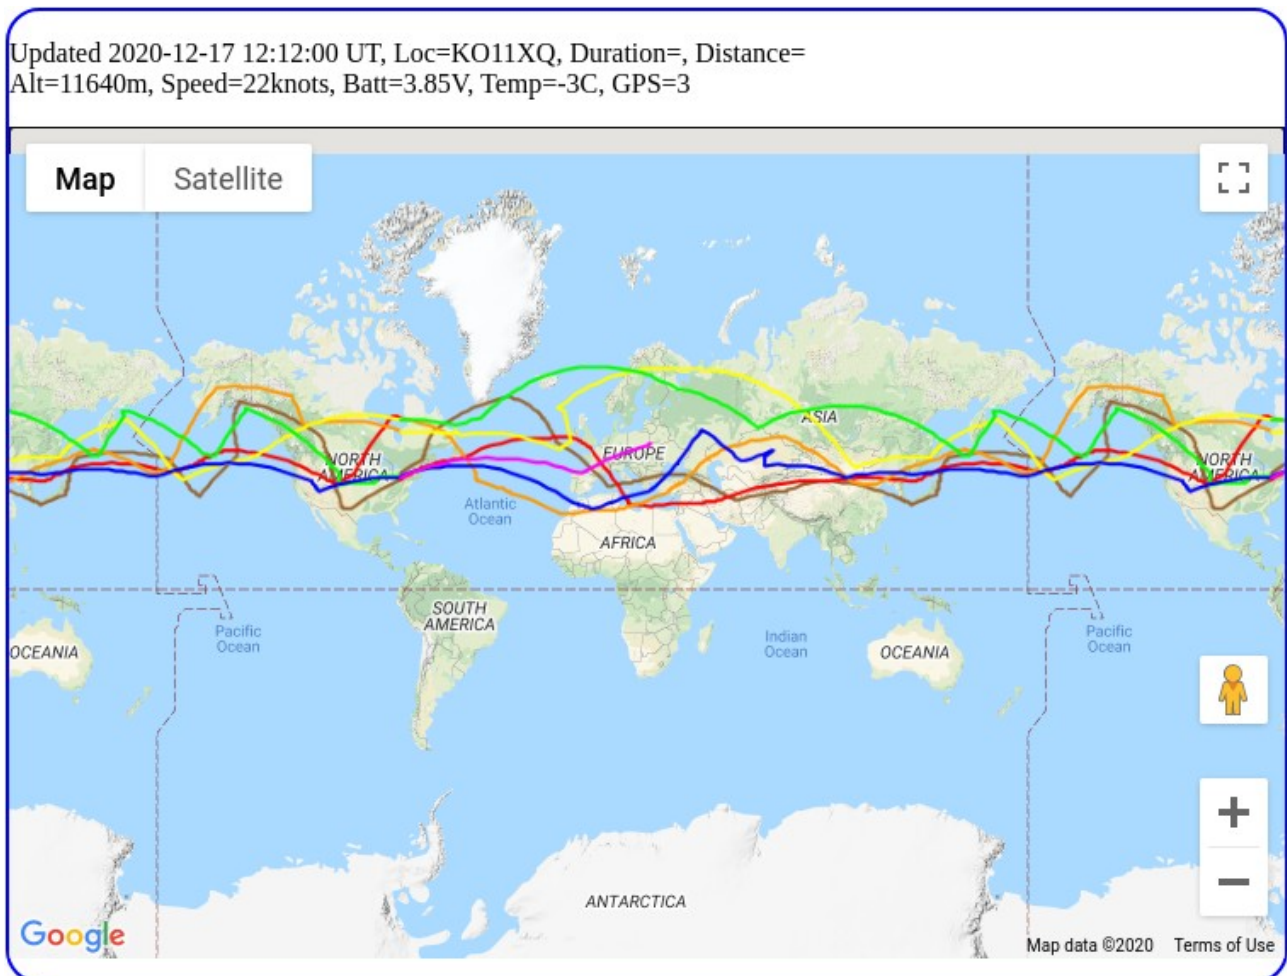 Updated 2020-12-17 12:12:00 UT, Loc=KO11XQ, Duration=, Distance=
Alt=11640m, Speed=22knots, Batt=3.85V, Temp=-3C, GPS=3
Map
Satellite
ASIA
EUROPE
NORTH
AMERICA
NORTH
AMERICA
Atlantic
Ocean
AFRICA
SOUTH
AMERICA
Pacific
Ocean
Indian
Ocean
Pacific
Ocean
OCEANIA
OCEANIA
ANTARCTICA
Google
Map data ©2020
Terms of Use